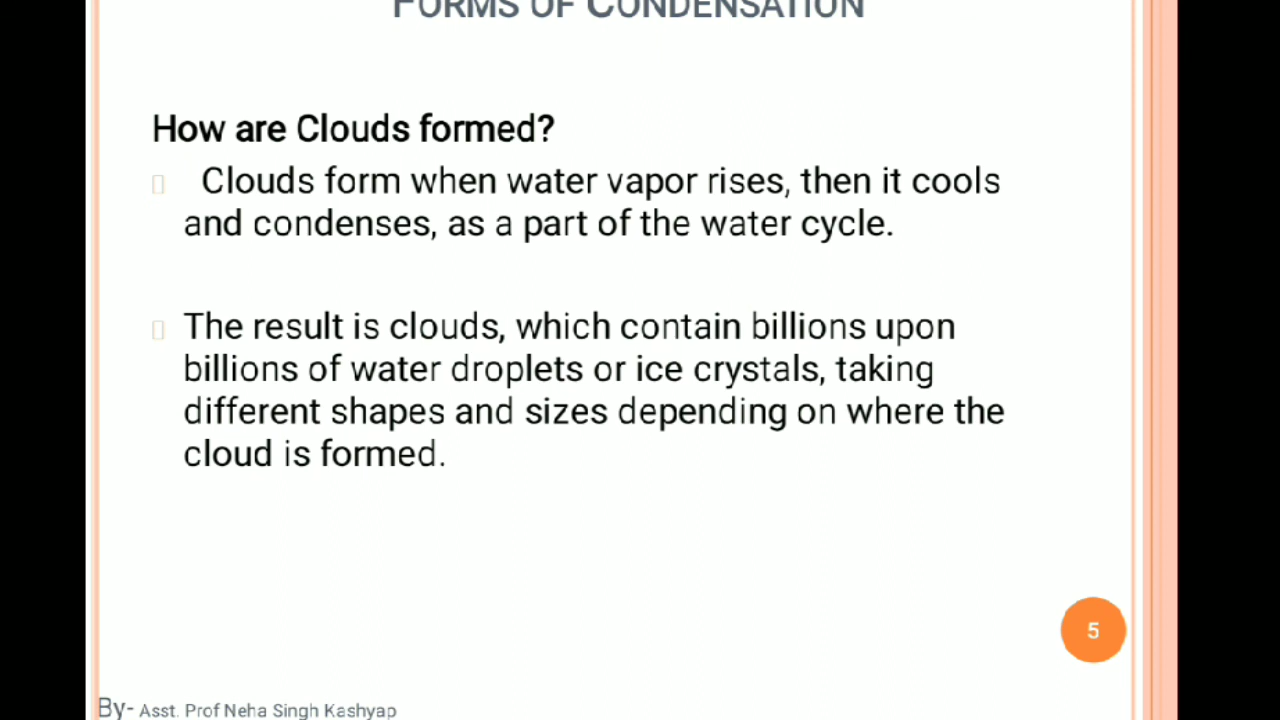 FORMS OF CONDENSATION
How are Clouds formed?
Clouds form when water vapor rises, then it cools
and condenses, as a part of the water cycle.
The result is clouds, which contain billions upon
billions of water droplets or ice crystals, taking
different shapes and sizes depending on where the
cloud is formed.
5
By- Asst. Prof Neha Singh Kashyap